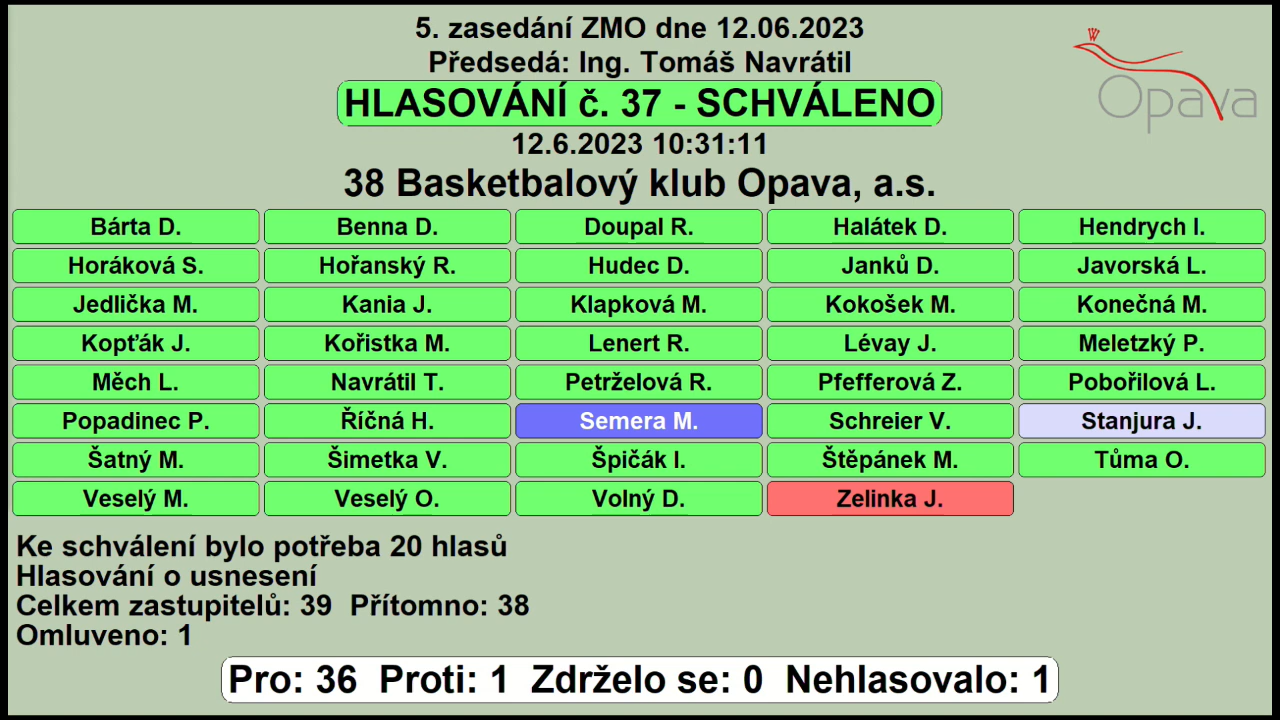 5. zasedání ZMO dne 12.06.2023
Předsedá: Ing. Tomáš Navrátil
Opava
HLASOVÁNÍ č. 37 - SCHVÁLENO
12.6.2023 10:31:11
38 Basketbalový klub Opava, a.s.
Bárta D. Benna D. Doupal R. Halátek D. Hendrych I.
Horáková S. Hořanský R. Hudec D. Janků D. Javorská L.
Jedlička M. Kania J. Klapková M. Kokošek M. Konečná M.
Kopťák J. Kořistka M. Lenert R. Lévay J. Meletzký P.
Měch L. Navrátil T. Petrželová R. Pfefferová Z. Pobořilová L.
Popadinec P. Říčná H. Semera M. Schreier V. Stanjura J.
Šatný M. Šimetka V. Špičák I. Štěpánek M. Tůma O.
Veselý M. Veselý O. Volný D. Zelinka J.
Ke schválení bylo potřeba 20 hlasů
Hlasování o usnesení
Celkem zastupitelů: 39 Přítomno: 38
Omluveno: 1
Pro: 36 Proti: 1 Zdrželo se: 0 Nehlasovalo: 1